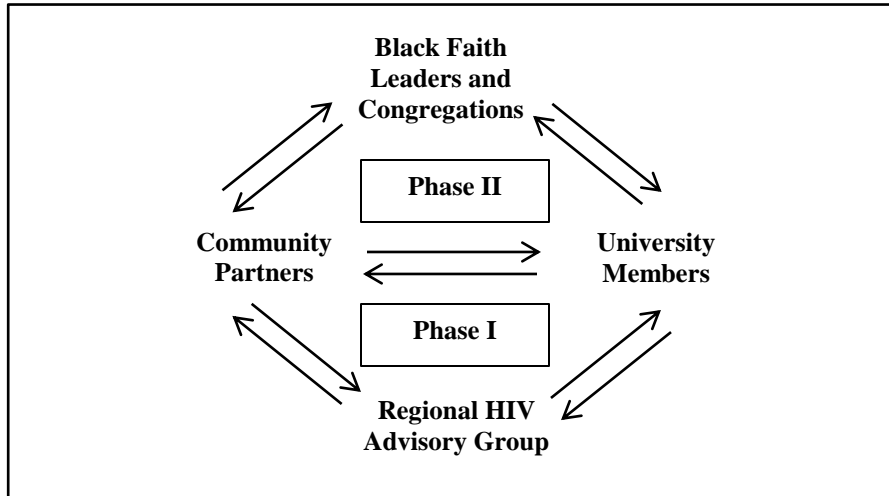 Black Faith
Leaders and
Congregations
Phase II
Community
Partners
University
Members
Phase I
Regional HIV
Advisory Group